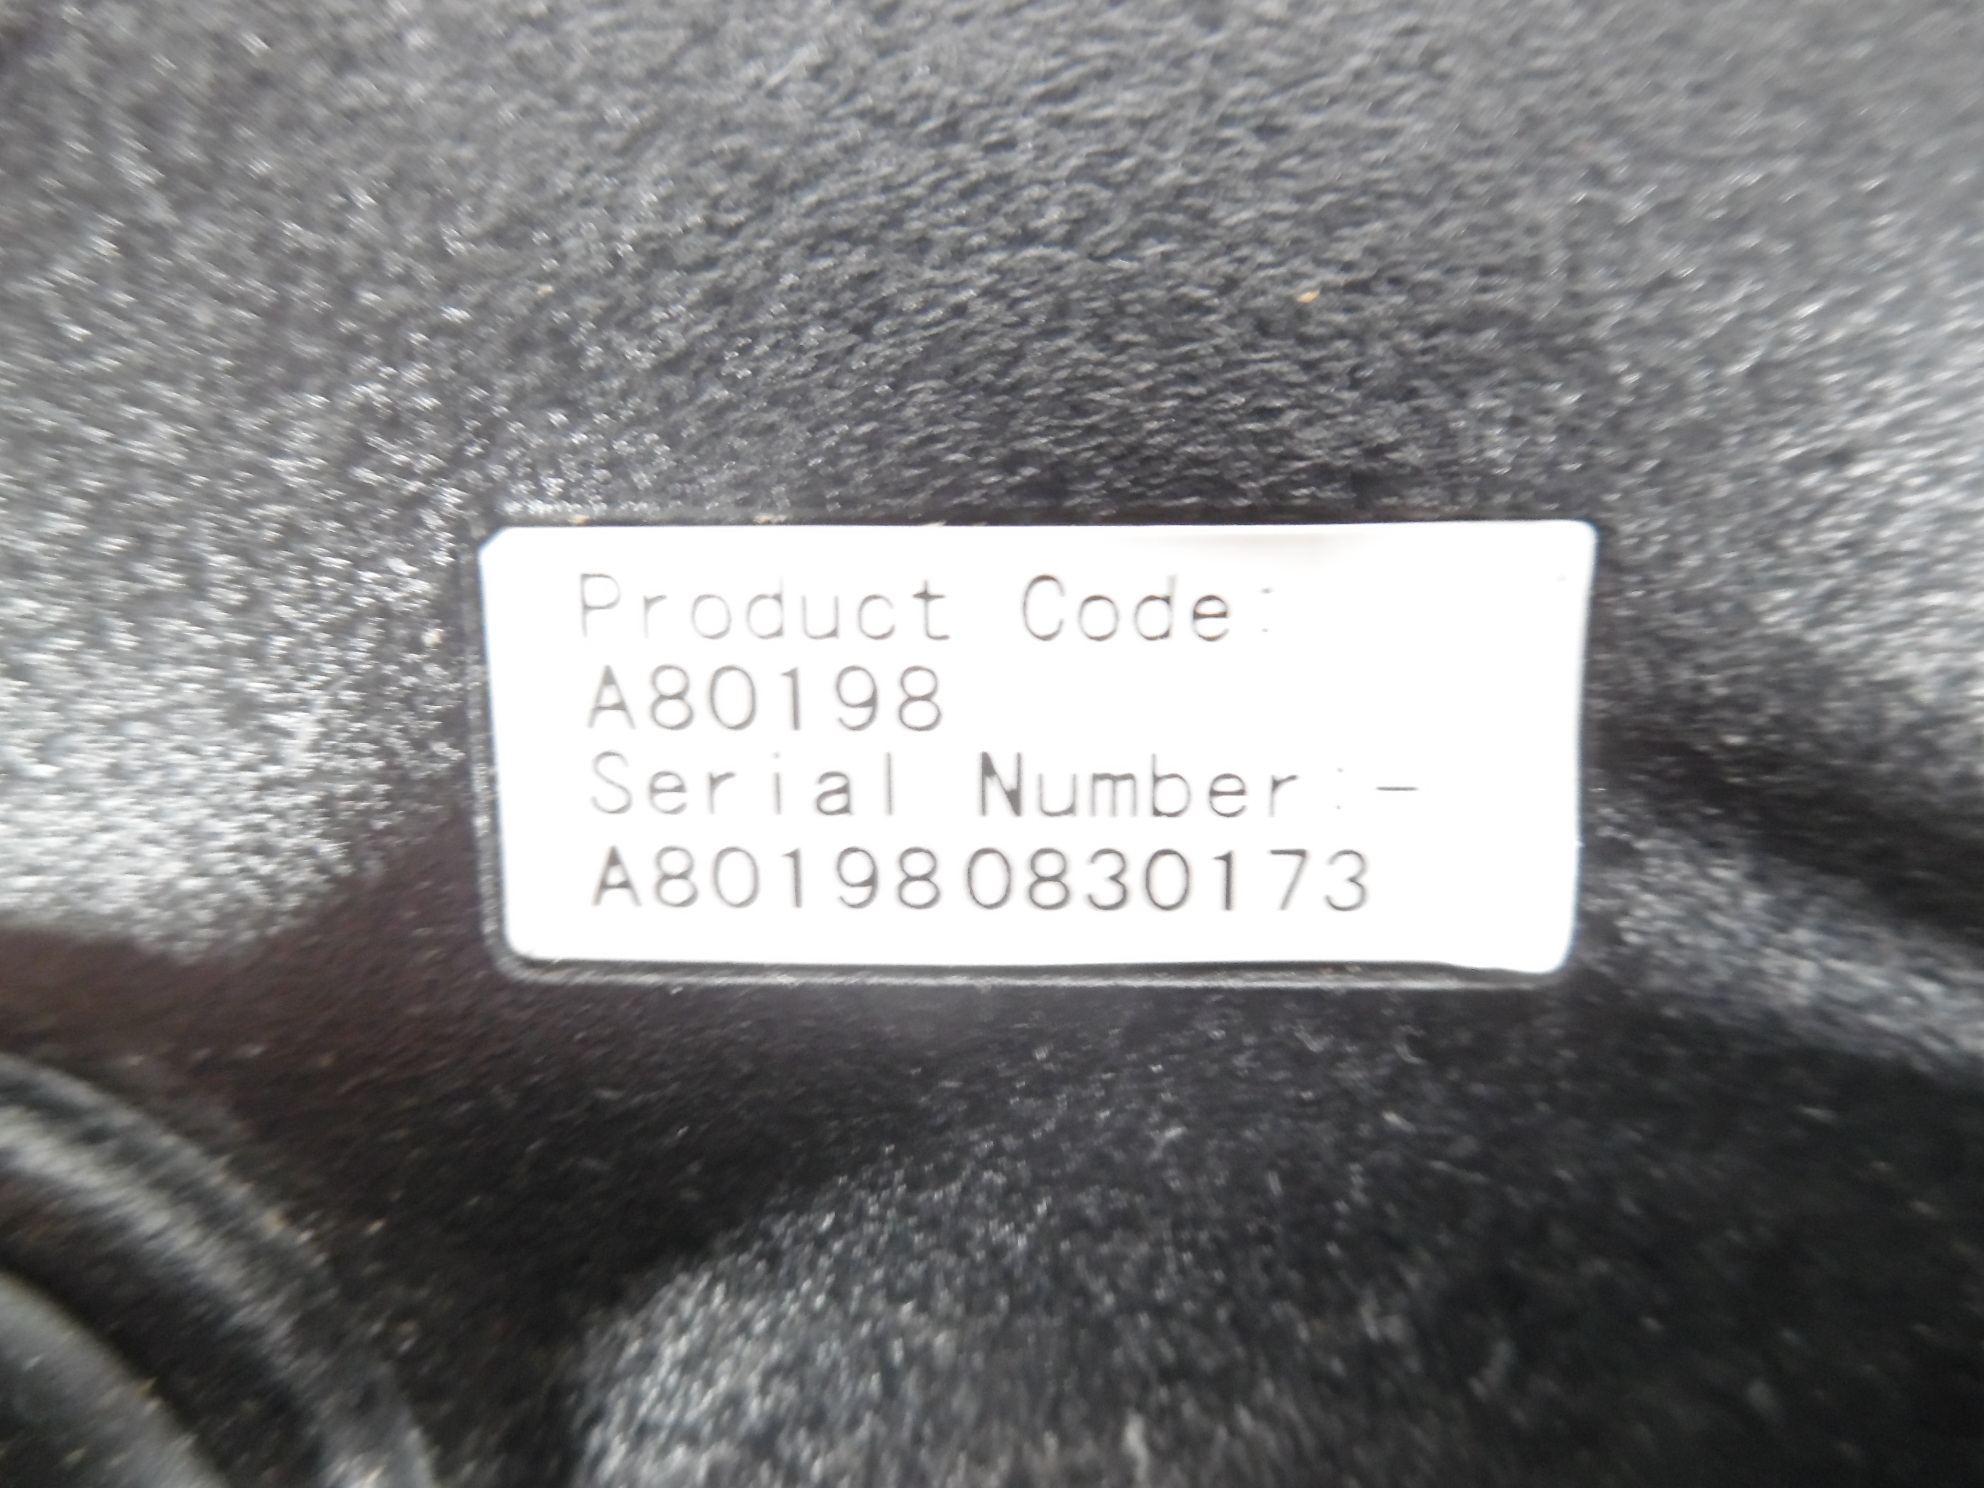 Product Code:
A80198
Serial Number:-
A801980830173